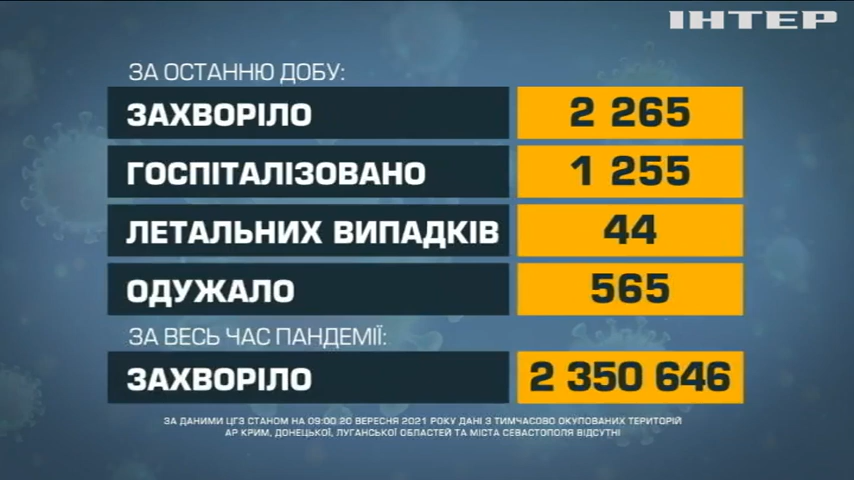 ІНТЕР
ЗА ОСТАННЮ ДОБУ:
ЗАХВОРІЛО 2 265
ГОСПІТАЛІЗОВАНО 1 255
ЛЕТАЛЬНИХ ВИПАДКІВ 44
ОДУЖАЛО 565
ЗА ВЕСЬ ЧАС ПАНДЕМІЇ:
ЗАХВОРІЛО 2 350 646
ЗА ДАНИМИ ЦГЗ СТАНОМ НА 09:00 20 ВЕРЕСНЯ 2021 РОКУ ДАНІ З ТИМЧАСОВО ОКУПОВАНИХ ТЕРИТОРІЙ
АР КРИМ, ДОНЕЦЬКОЇ, ЛУГАНСЬКОЇ ОБЛАСТЕЙ ТА МІСТА СЕВАСТОПОЛЯ ВІДСУТНІ